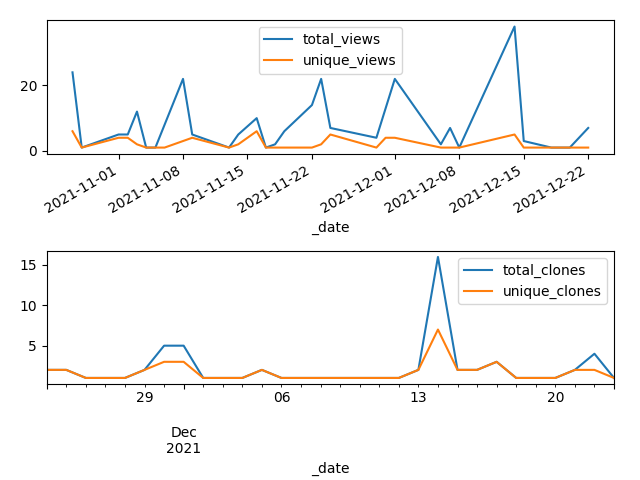 total_views
unique_views
20
0
2021-11-01
2021-11-08
2021-11-15
2021-11-22
2021-12-01
2021-12-08
2021-12-15
2021-12-22
_date
total_clones
unique_clones
15
10
5
29
06
13
20
Dec
2021
_date